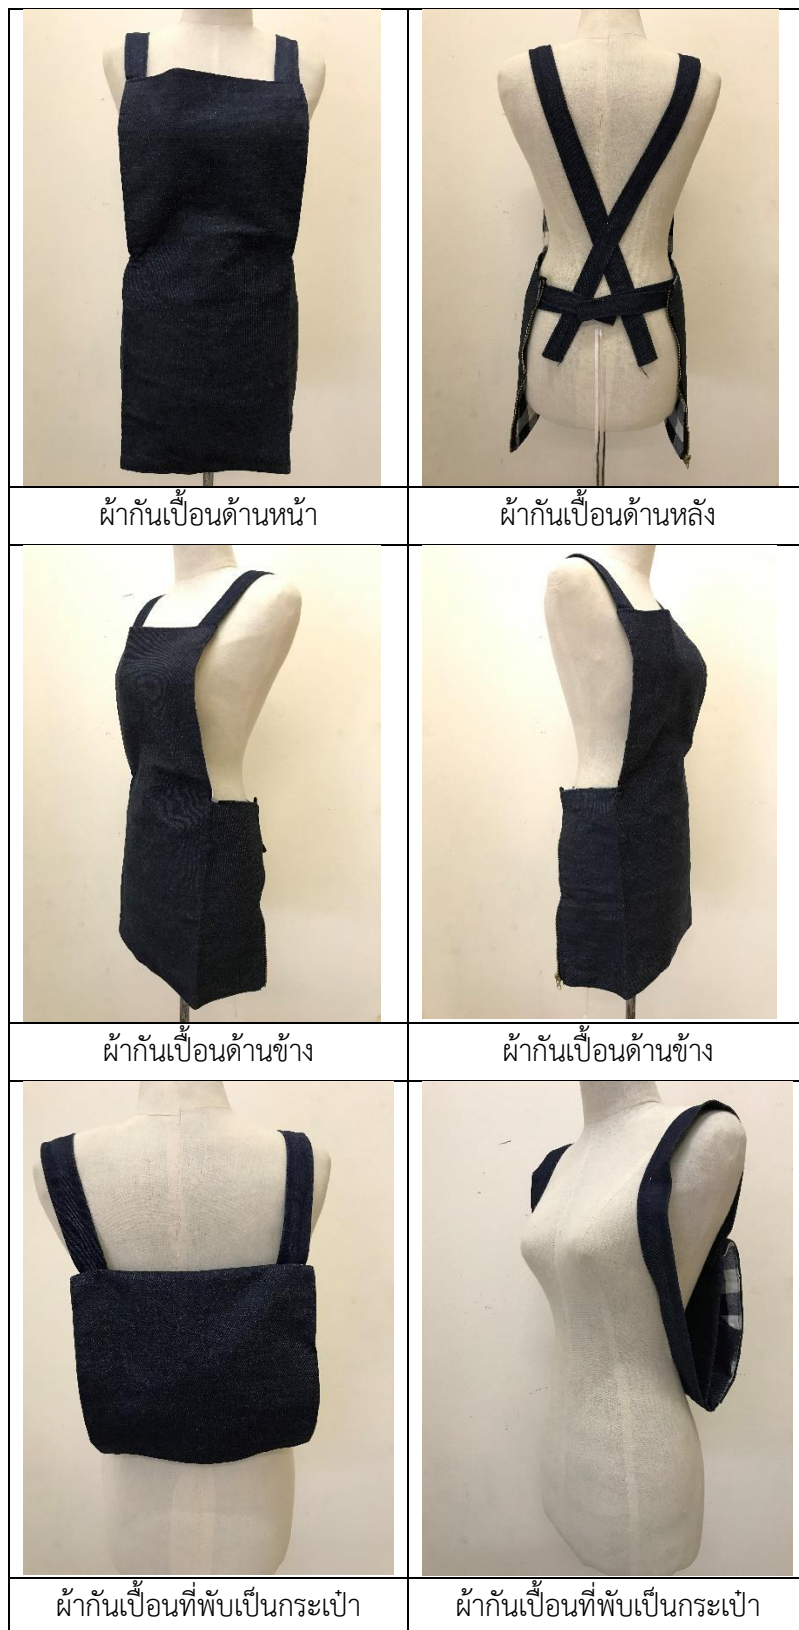 ผ้ากันเปื้อนด้านหน้า
ผ้ากันเปื้อนด้านหลัง
ผ้ากันเปื้อนด้านข้าง
ผ้ากันเปื้อนด้านข้าง
ผ้ากันเปื้อนที่พับเป็นกระเป๋า
ผ้ากันเปื้อนที่พับเป็นกระเป๋า